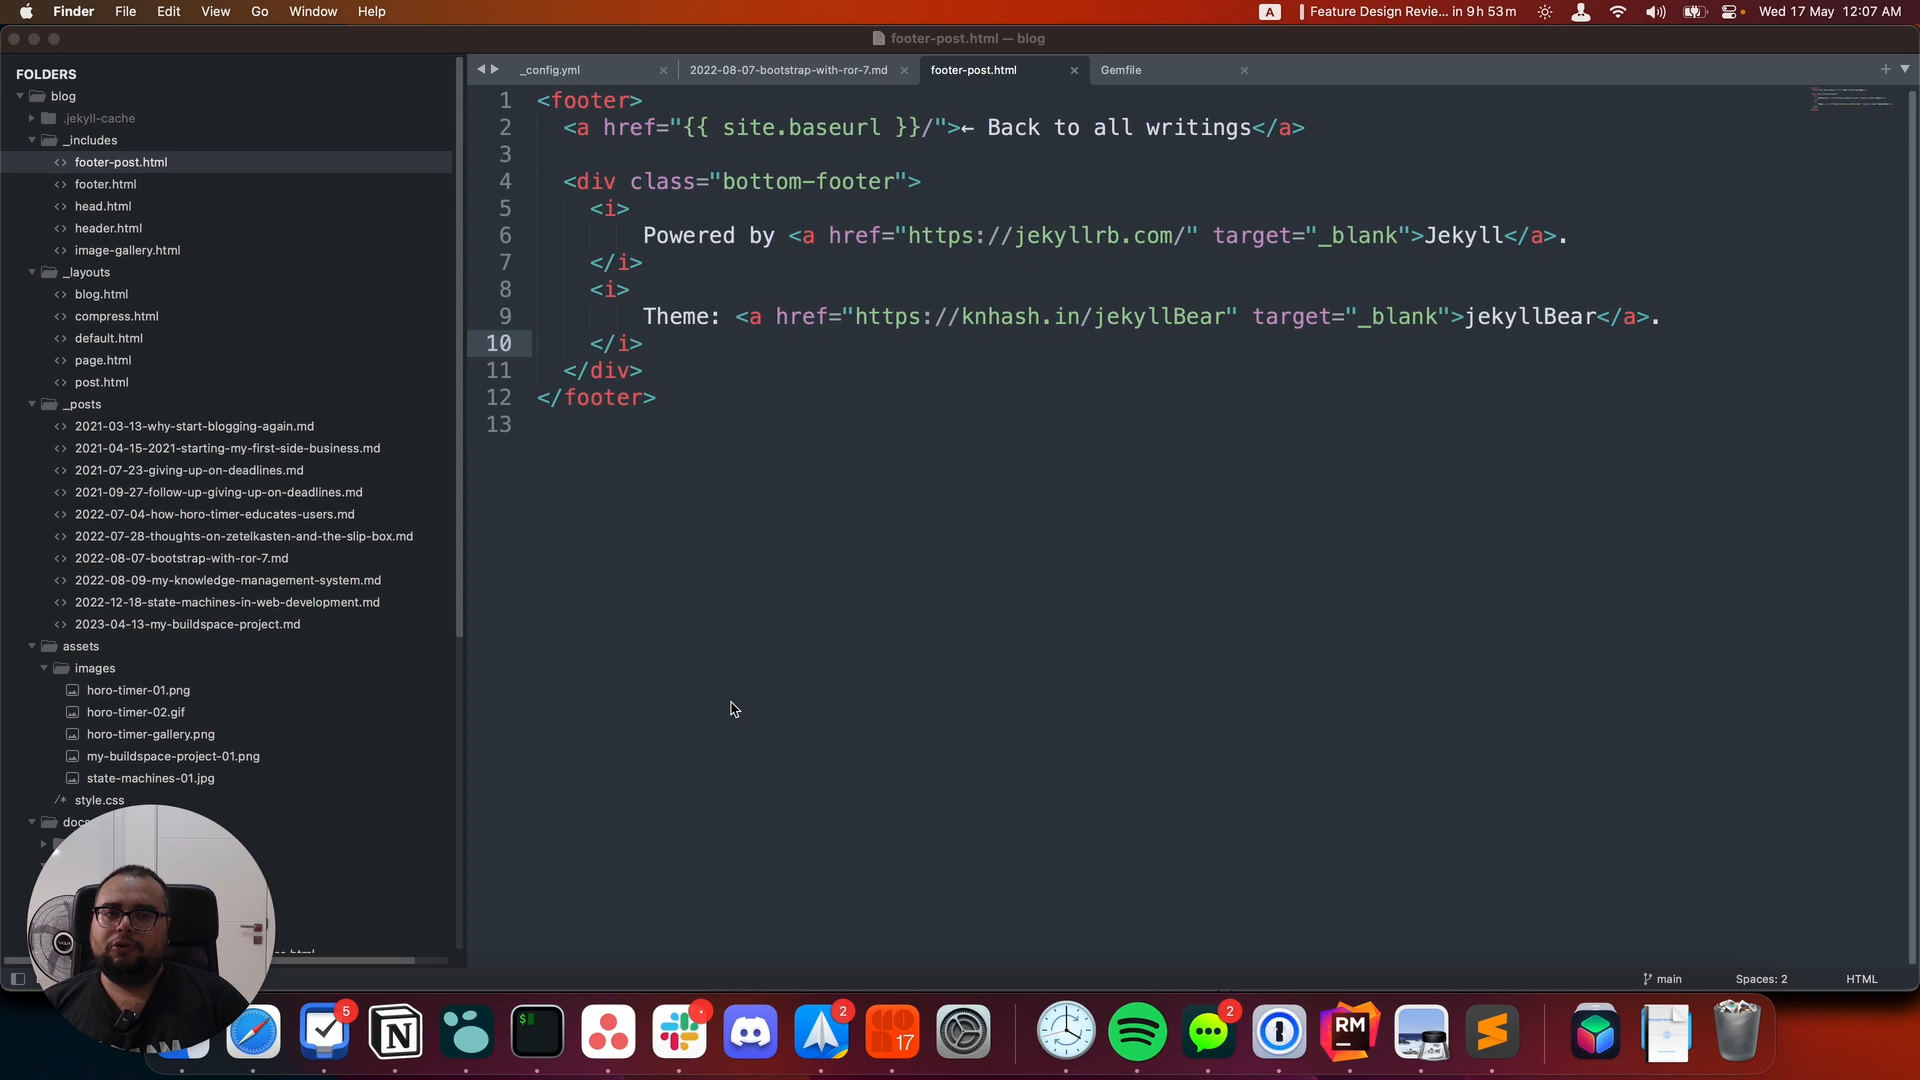 Finder File Edit View Go Window Help A Feature Design Revie... in 9 h 53 m Wed 17 May 12:07 AM
footer-post.html — blog
FOLDERS
blog
.jekyll-cache
_includes
footer-post.html
footer.html
head.html
header.html
image-gallery.html
_layouts
blog.html
compress.html
default.html
page.html
post.html
_posts
2021-03-13-why-start-blogging-again.md
2021-04-15-2021-starting-my-first-side-business.md
2021-07-23-giving-up-on-deadlines.md
2021-09-27-follow-up-giving-up-on-deadlines.md
2022-07-04-how-horo-timer-educates-users.md
2022-07-28-thoughts-on-zetelkasten-and-the-slip-box.md
2022-08-07-bootstrap-with-ror-7.md
2022-08-09-my-knowledge-management-system.md
2022-12-18-state-machines-in-web-development.md
2023-04-13-my-buildspace-project.md
assets
images
horo-timer-01.png
horo-timer-02.gif
horo-timer-gallery.png
my-buildspace-project-01.png
state-machines-01.jpg
/* style.css
_config.yml 2022-08-07-bootstrap-with-ror-7.md footer-post.html Gemfile
1 <footer>
2 <a href="{{ site.baseurl }}/">← Back to all writings</a>
3
4 <div class="bottom-footer">
5 <i>
6 Powered by <a href="https://jekyllrb.com/" target="_blank">Jekyll</a>.
7 </i>
8 <i>
9 Theme: <a href="https://knhash.in/jekyllBear" target="_blank">jekyllBear</a>.
10 </i>
11 </div>
12 </footer>
13
main Spaces: 2 HTML
5
2
17
2
RM